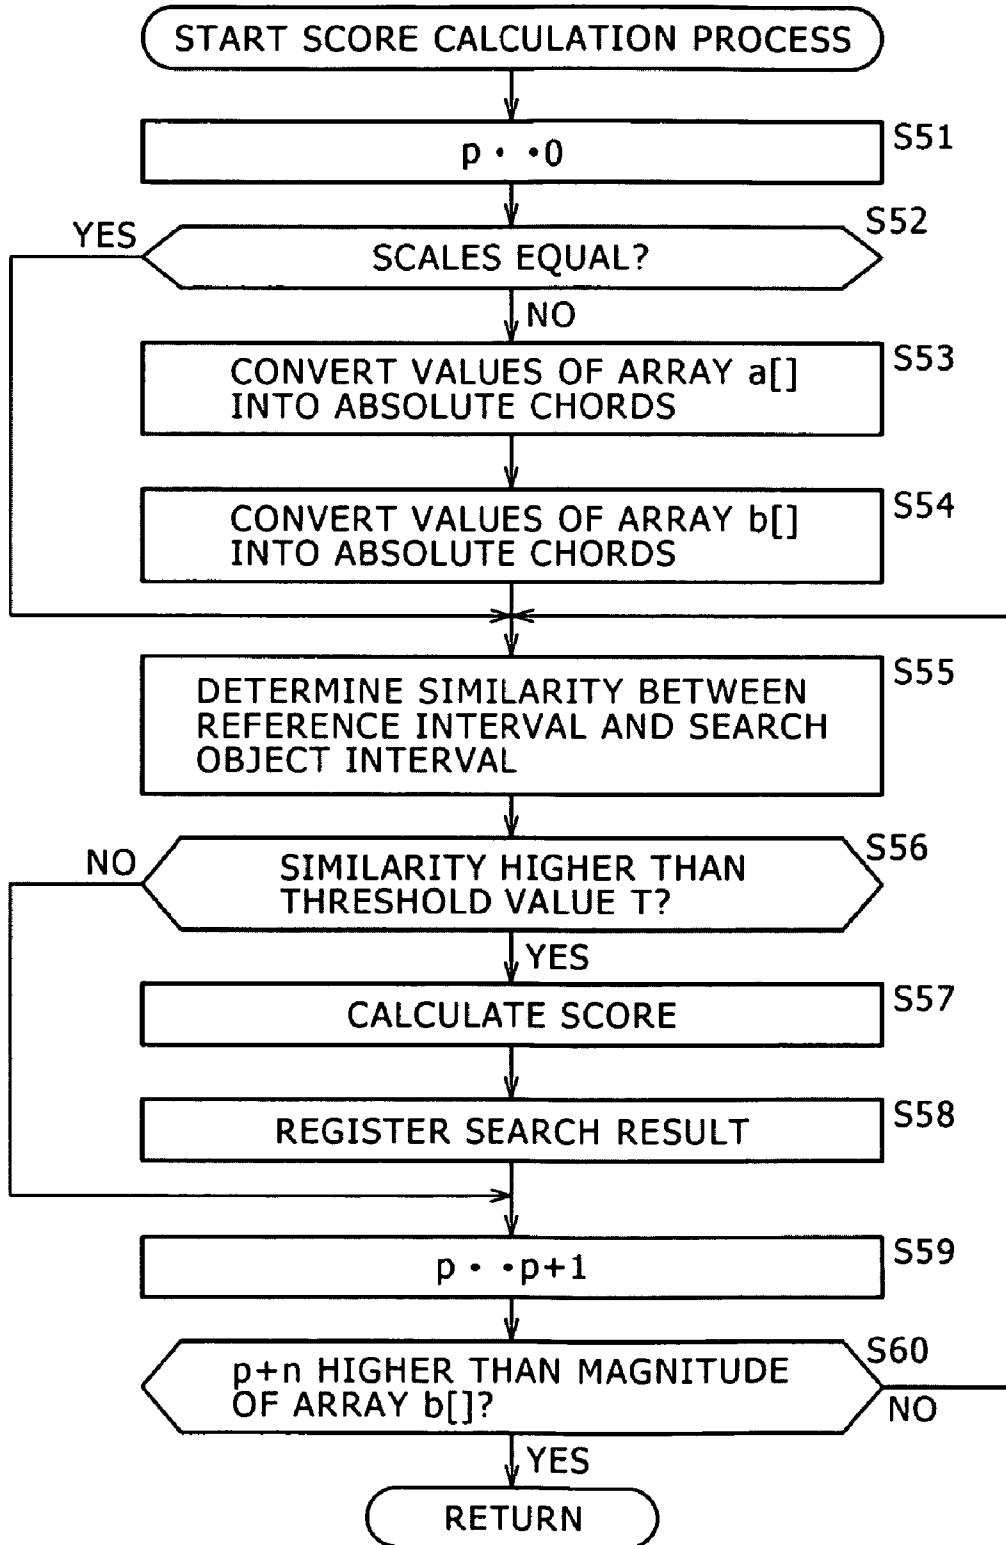 START SCORE CALCULATION PROCESS
S51
p・・0
S52
YES
SCALES EQUAL?
NO
S53
CONVERT VALUES OF ARRAY a[]
INTO ABSOLUTE CHORDS
S54
CONVERT VALUES OF ARRAY b[]
INTO ABSOLUTE CHORDS
S55
DETERMINE SIMILARITY BETWEEN
REFERENCE INTERVAL AND SEARCH
OBJECT INTERVAL
S56
NO
SIMILARITY HIGHER THAN
THRESHOLD VALUE T?
YES
S57
CALCULATE SCORE
S58
REGISTER SEARCH RESULT
S59
p・・p+1
S60
p+n HIGHER THAN MAGNITUDE
OF ARRAY b[]?
NO
YES
RETURN